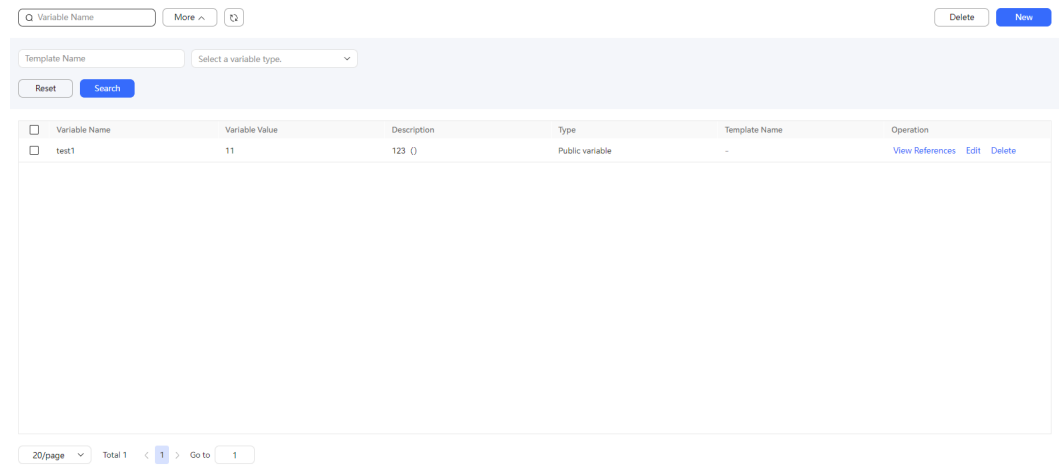 Variable Name More Delete New
Template Name Select a variable type.
Reset Search
Variable Name Variable Value Description Type Template Name Operation
test1 11 123 () Public variable - View References Edit Delete
20/page Total 1 < 1 > Go to 1